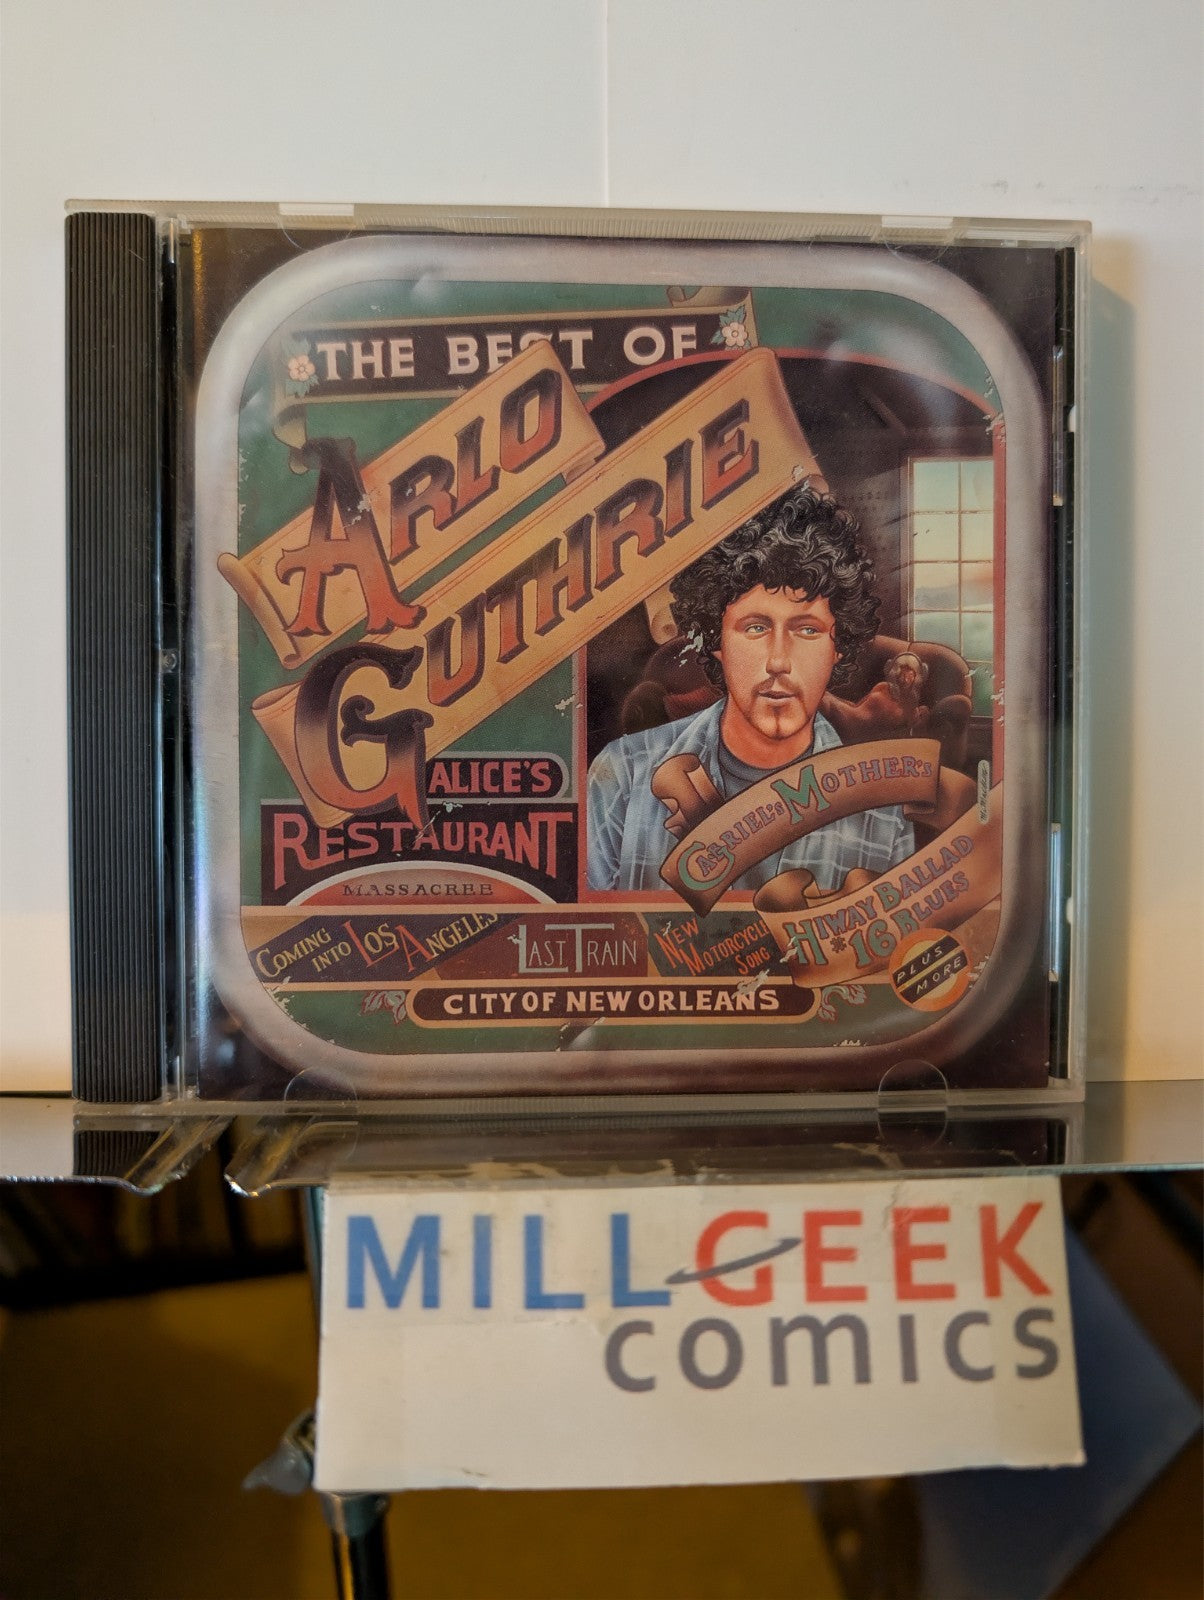 THE BEST OF
ARLO
GUTHRIE
ALICE'S
RESTAURANT
MASSACREE
COMING
INTO LOS ANGELES
LAST TRAIN
NEW
MOTORCYCLE
SONG
GABRIEL'S MOTHER'S
HIWAY BALLAD
#16 BLUES
PLUS
MORE
CITY OF NEW ORLEANS
MILLGEEK
comics